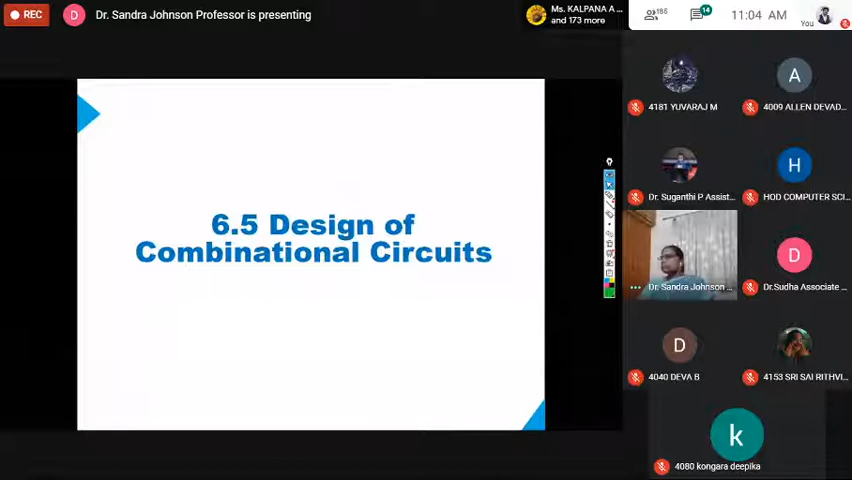 REC
D
Dr. Sandra Johnson Professor is presenting
Ms. KALPANA A ...
and 173 more
14
11:04 AM
You
4181 YUVARAJ M
A
4009 ALLEN DEVAD...
Dr. Suganthi P Assist...
H
HOD COMPUTER SCI...
6.5 Design of
Combinational Circuits
Dr. Sandra Johnson ...
D
Dr.Sudha Associate ...
D
4040 DEVA B
4153 SRI SAI RITHVI...
k
4080 kongara deepika